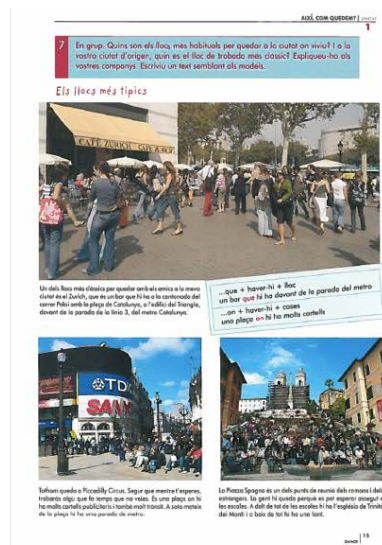 AIXÍ, COM QUEDEM? | UNITAT
1
7
En grup. Quins son els llocs més habituals per quedar a la ciutat on viviu? I a la
vostra ciutat d'origen, quin és el lloc de trobada més clàssic? Expliqueu-ho als
vostres companys. Escriviu un text semblant als models.
Els llocs més típics
CAFÉ ZURICH
Un dels llocs més clàssics per quedar amb els amics a la meva
ciutat és el Zurich, que és un bar que hi ha a la cantonada del
carrer Pelai amb la plaça de Catalunya, a l'edifici del Triangle,
davant de la parada de la línia 3, del metro Catalunya.
...que + haver-hi + lloc
un bar que hi ha davant de la parada del metro
...on + haver-hi + coses
una plaça on hi ha molts cartells
TDK
SANYO
Tothom queda a Piccadilly Circus. Segur que mentre t'esperes,
trobaràs algú que fa temps que no veies. És una plaça on hi
ha molts cartells publicitaris i també molt trànsit. A sota mateix
de la plaça hi ha una parada de metro.
La Piazza Spagna és un dels punts de reunió dels romans i dels
estrangers. La gent hi queda perquè es pot esperar assegut a
les escales. A dalt de tot de les escales hi ha l'església de Trinità
dei Monti i a baix de tot hi ha una font.
15